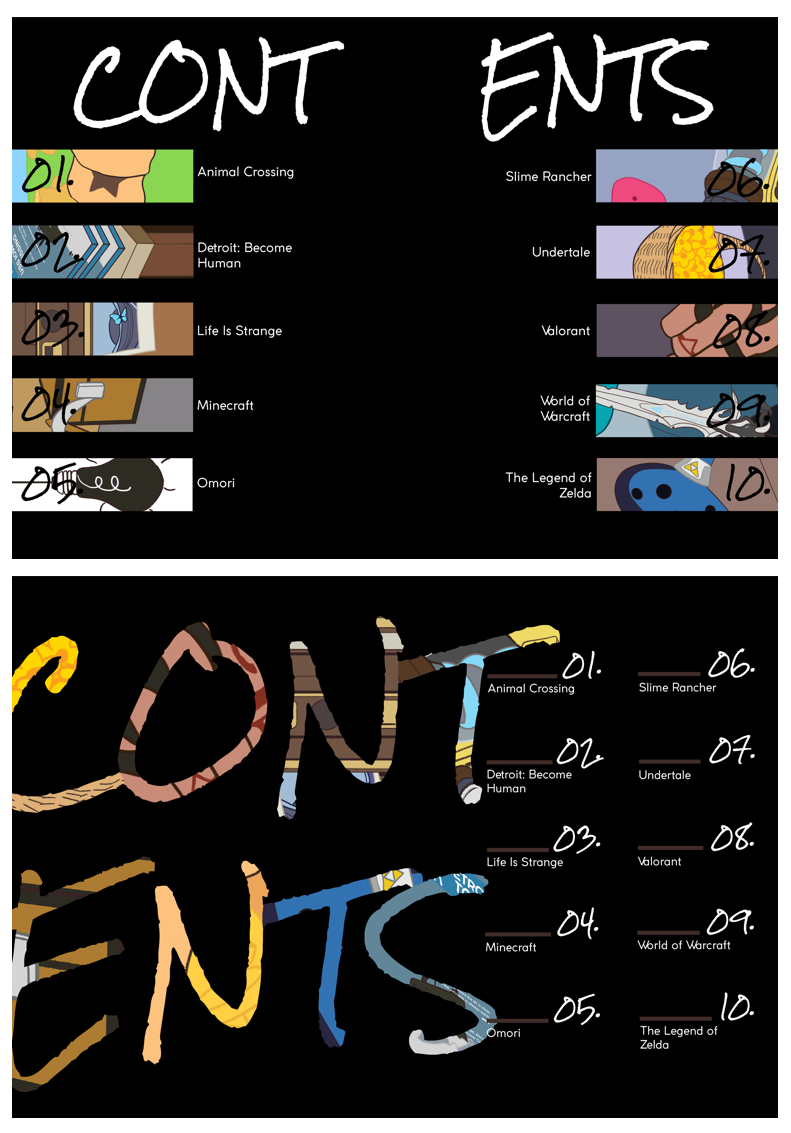 CONT ENTS
01. Animal Crossing
02. Detroit: Become
Human
03. Life Is Strange
04. Minecraft
05. Omori
Slime Rancher 06.
Undertale 07.
Valorant 08.
World of
Warcraft 09.
The Legend of
Zelda 10.
CONT
ENTS
01.
Animal Crossing
02.
Detroit: Become
Human
03.
Life Is Strange
04.
Minecraft
05.
Omori
06.
Slime Rancher
07.
Undertale
08.
Valorant
09.
World of Warcraft
10.
The Legend of
Zelda